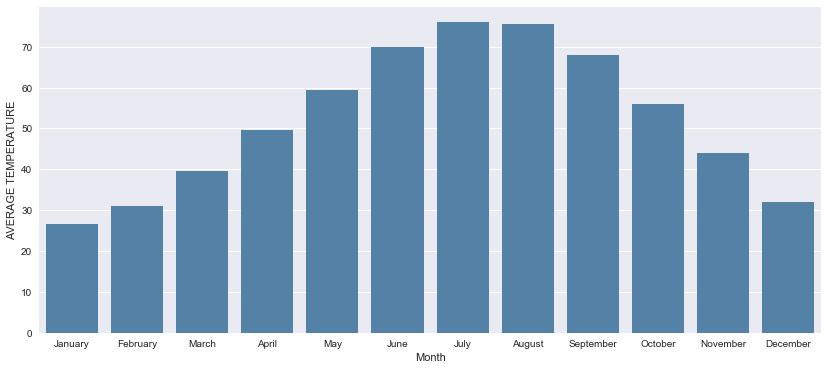 AVERAGE TEMPERATURE
70
60
50
40
30
20
10
0
January February March April May June July August September October November December
Month